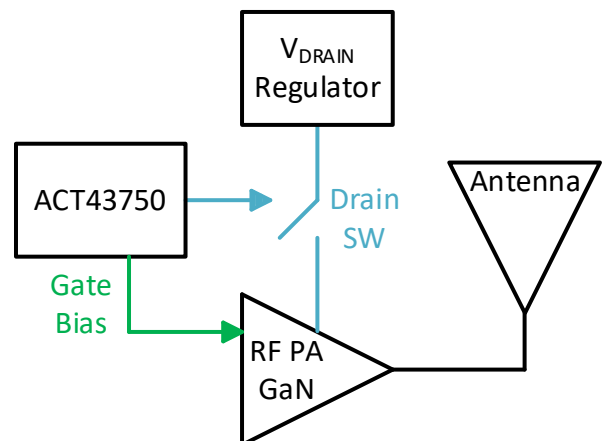 VDRAIN
Regulator
ACT43750
Drain
SW
Antenna
Gate
Bias
RF PA
GaN